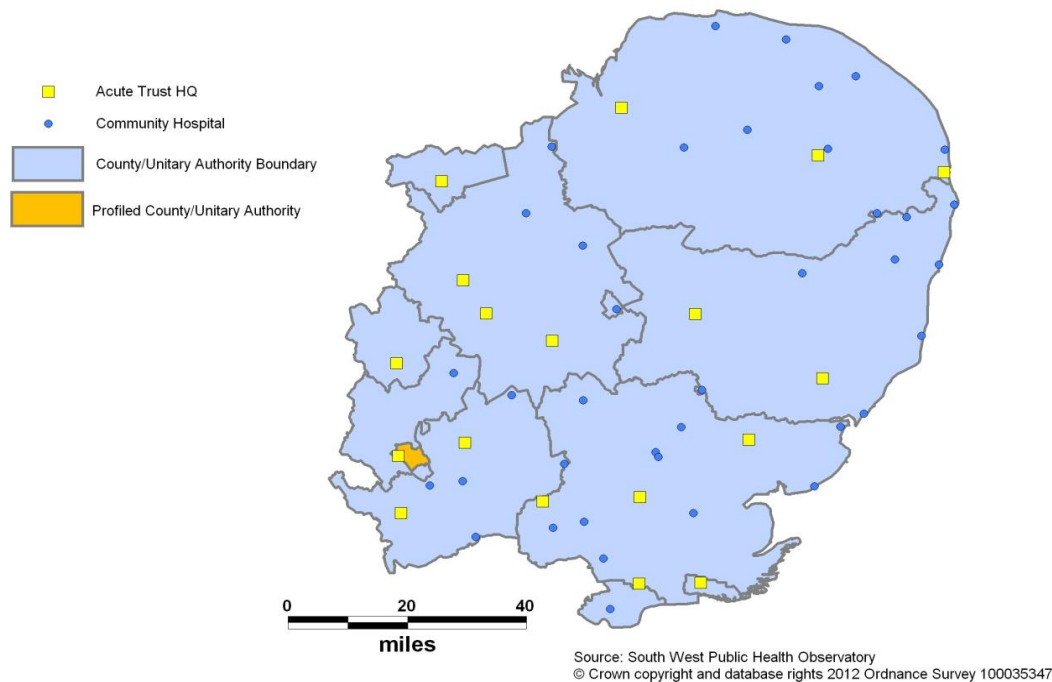 Acute Trust HQ
Community Hospital
County/Unitary Authority Boundary
Profiled County/Unitary Authority
0 20 40
miles
Source: South West Public Health Observatory
© Crown copyright and database rights 2012 Ordnance Survey 100035347